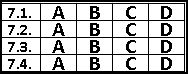 7.1. A B C D
7.2. A B C D
7.3. A B C D
7.4. A B C D